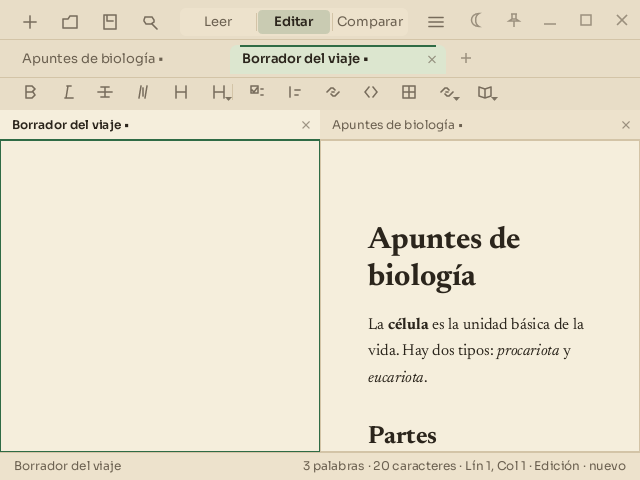 Leer Editar Comparar
Apuntes de biología • Borrador del viaje •
Borrador del viaje • Apuntes de biología •
Apuntes de
biología
La célula es la unidad básica de la
vida. Hay dos tipos: procariota y
eucariota.
Partes
Borrador del viaje 3 palabras · 20 caracteres · Lín 1, Col 1 · Edición · nuevo